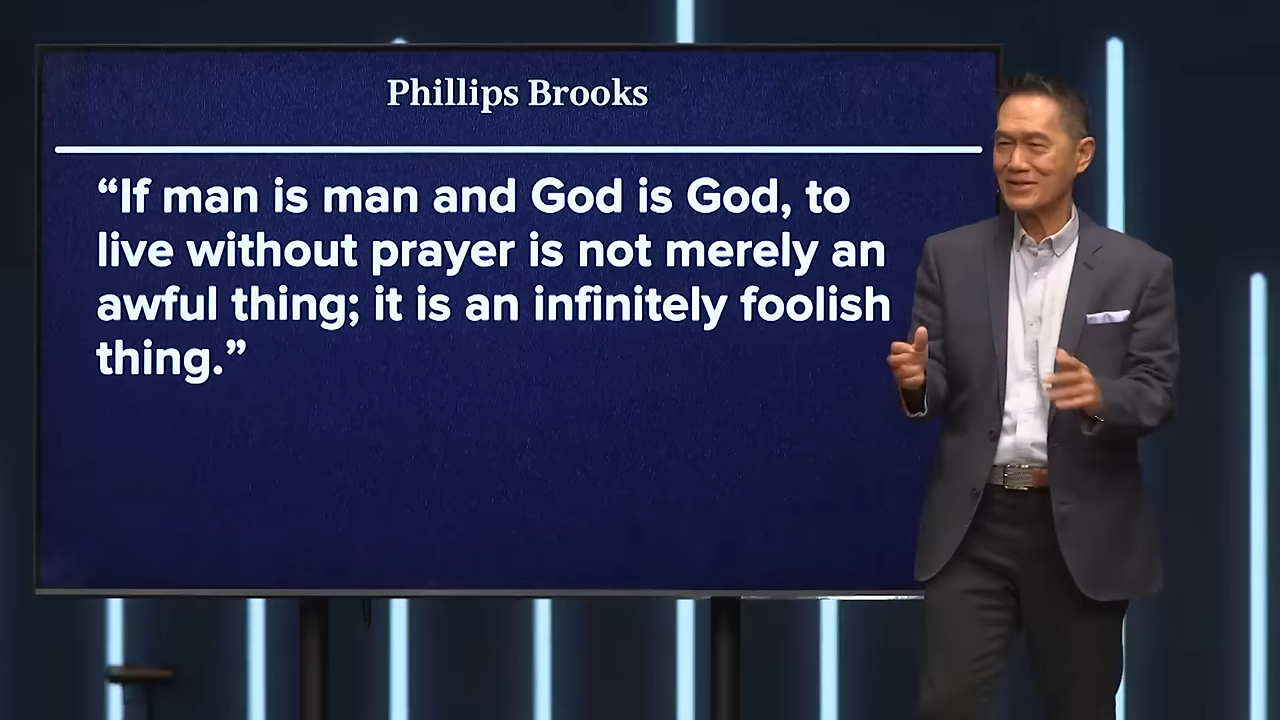 Phillips Brooks
“If man is man and God is God, to
live without prayer is not merely an
awful thing; it is an infinitely foolish
thing.”